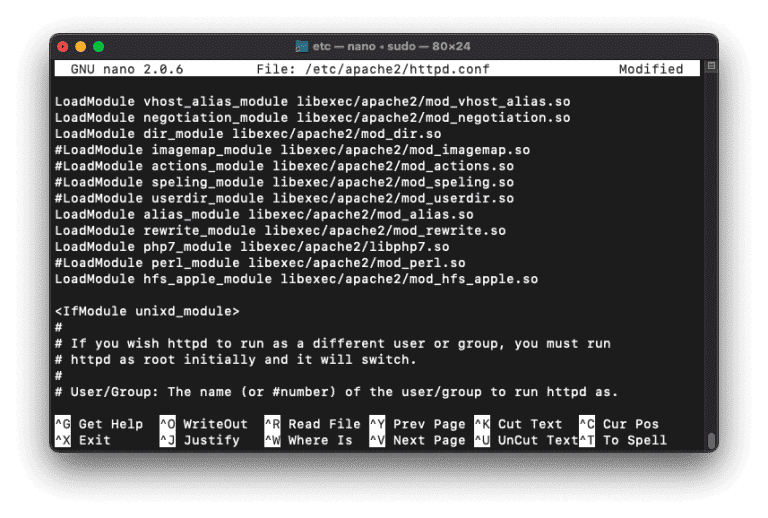 etc — nano ◂ sudo — 80×24
GNU nano 2.0.6 File: /etc/apache2/httpd.conf Modified
LoadModule vhost_alias_module libexec/apache2/mod_vhost_alias.so
LoadModule negotiation_module libexec/apache2/mod_negotiation.so
LoadModule dir_module libexec/apache2/mod_dir.so
#LoadModule imagemap_module libexec/apache2/mod_imagemap.so
#LoadModule actions_module libexec/apache2/mod_actions.so
#LoadModule speling_module libexec/apache2/mod_speling.so
#LoadModule userdir_module libexec/apache2/mod_userdir.so
LoadModule alias_module libexec/apache2/mod_alias.so
LoadModule rewrite_module libexec/apache2/mod_rewrite.so
LoadModule php7_module libexec/apache2/libphp7.so
#LoadModule perl_module libexec/apache2/mod_perl.so
LoadModule hfs_apple_module libexec/apache2/mod_hfs_apple.so
<IfModule unixd_module>
#
# If you wish httpd to run as a different user or group, you must run
# httpd as root initially and it will switch.
#
# User/Group: The name (or #number) of the user/group to run httpd as.
^G Get Help ^O WriteOut ^R Read File ^Y Prev Page ^K Cut Text ^C Cur Pos
^X Exit ^J Justify ^W Where Is ^V Next Page ^U UnCut Text ^T To Spell